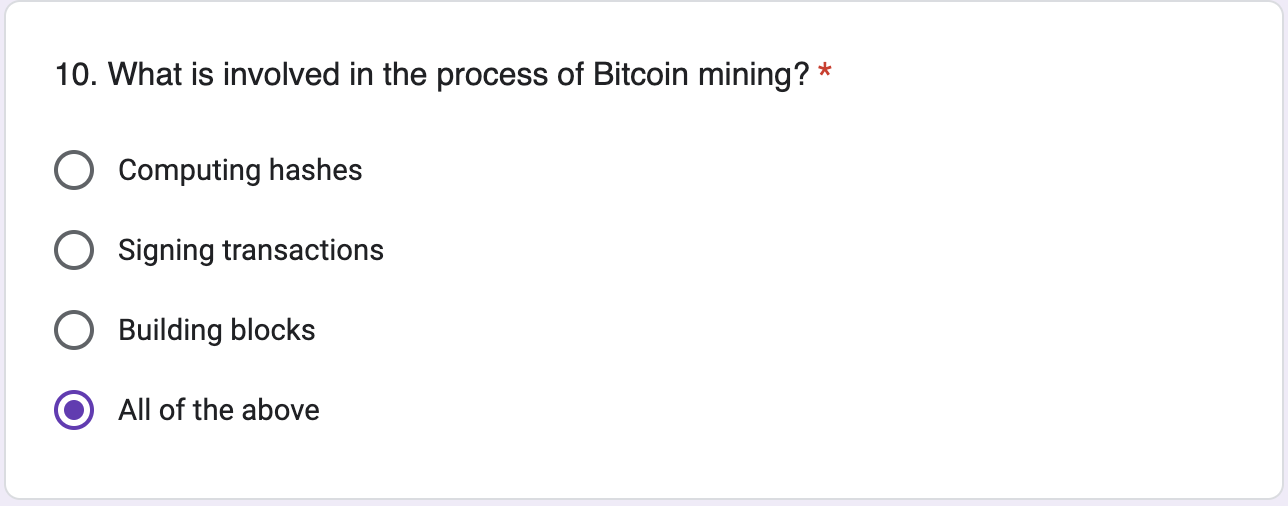 10. What is involved in the process of Bitcoin mining? *
Computing hashes
Signing transactions
Building blocks
All of the above